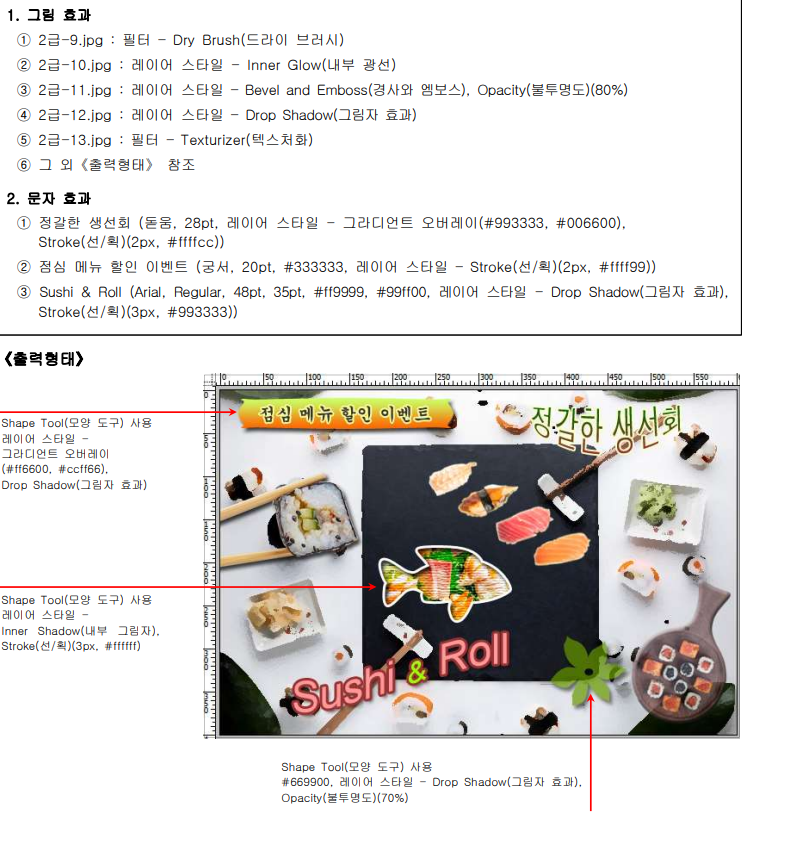 1. 그림 효과
① 2급-9.jpg : 필터 - Dry Brush(드라이 브러시)
② 2급-10.jpg : 레이어 스타일 - Inner Glow(내부 광선)
③ 2급-11.jpg : 레이어 스타일 - Bevel and Emboss(경사와 엠보스), Opacity(불투명도)(80%)
④ 2급-12.jpg : 레이어 스타일 - Drop Shadow(그림자 효과)
⑤ 2급-13.jpg : 필터 - Texturizer(텍스처화)
⑥ 그 외《출력형태》 참조
2. 문자 효과
① 정갈한 생선회 (돋움, 28pt, 레이어 스타일 - 그라디언트 오버레이(#993333, #006600),
Stroke(선/획)(2px, #ffffcc))
② 점심 메뉴 할인 이벤트 (궁서, 20pt, #333333, 레이어 스타일 - Stroke(선/획)(2px, #ffff99))
③ Sushi & Roll (Arial, Regular, 48pt, 35pt, #ff9999, #99ff00, 레이어 스타일 - Drop Shadow(그림자 효과),
Stroke(선/획)(3px, #993333))
《출력형태》
0 50 100 150 200 250 300 350 400 450 500 550
점심 메뉴 할인 이벤트
정갈한 생선회
Shape Tool(모양 도구) 사용
레이어 스타일 -
그라디언트 오버레이
(#ff6600, #ccff66),
Drop Shadow(그림자 효과)
Shape Tool(모양 도구) 사용
레이어 스타일 -
Inner Shadow(내부 그림자),
Stroke(선/획)(3px, #ffffff)
Sushi & Roll
Shape Tool(모양 도구) 사용
#669900, 레이어 스타일 - Drop Shadow(그림자 효과),
Opacity(불투명도)(70%)